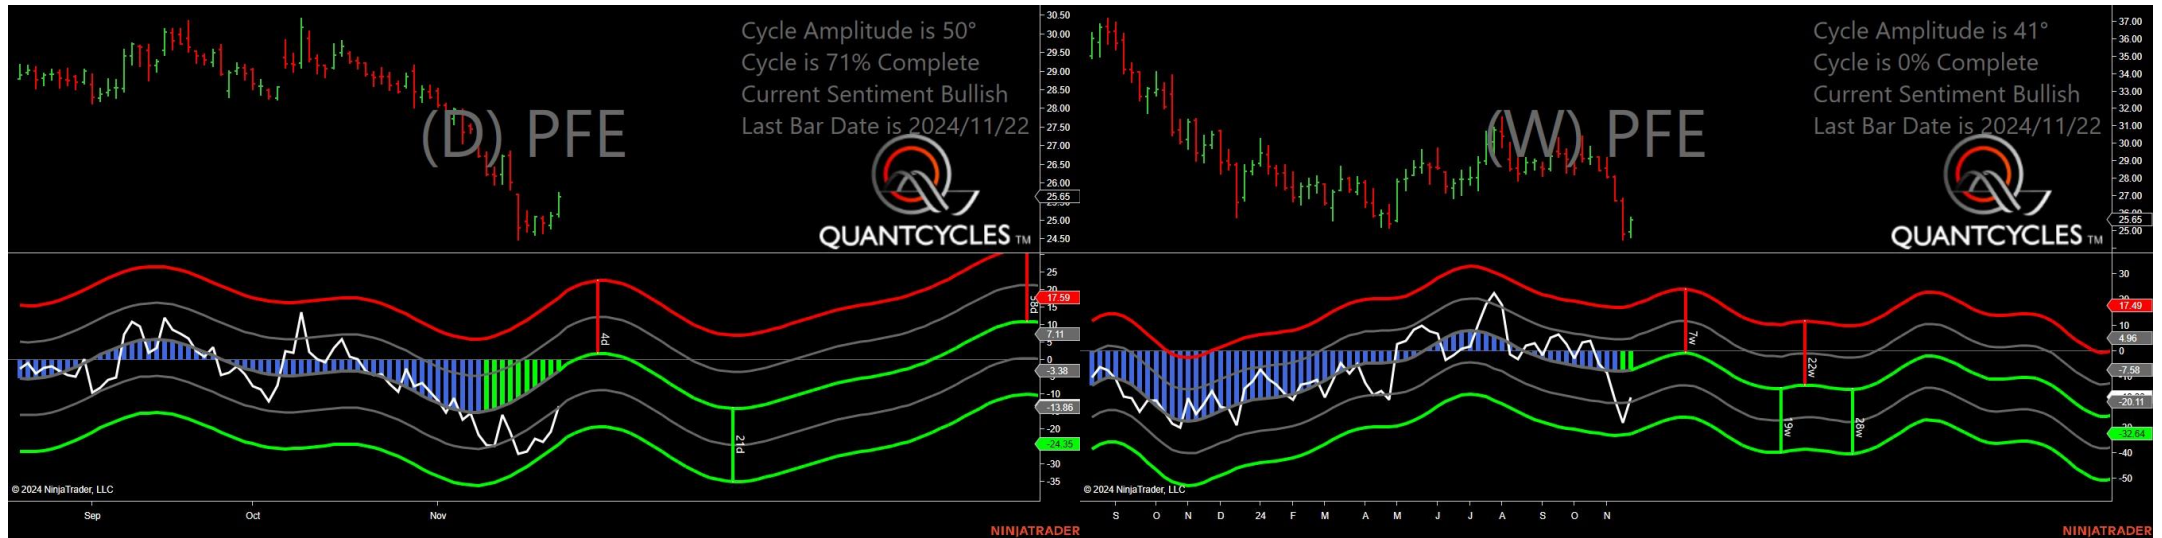 Cycle Amplitude is 50°
Cycle is 71% Complete
Current Sentiment Bullish
Last Bar Date is 2024/11/22
(D) PFE
QUANTCYCLES TM
30.50
30.00
29.50
29.00
28.50
28.00
27.50
27.00
26.50
26.00
25.65
25.00
24.50
25
20
17.59
15
10
7.11
5
0
-3.38
-10
-13.86
-20
-24.35
-30
-35
4d
21d
38d
© 2024 NinjaTrader, LLC
Sep Oct Nov
NINJATRADER
Cycle Amplitude is 41°
Cycle is 0% Complete
Current Sentiment Bullish
Last Bar Date is 2024/11/22
(W) PFE
QUANTCYCLES TM
37.00
36.00
35.00
34.00
33.00
32.00
31.00
30.00
29.00
28.00
27.00
25.65
25.00
30
17.49
10
4.96
0
-7.58
-20.11
-32.64
-40
-50
7w
22w
19w
28w
© 2024 NinjaTrader, LLC
S O N D 24 F M A M J J A S O N
NINJATRADER